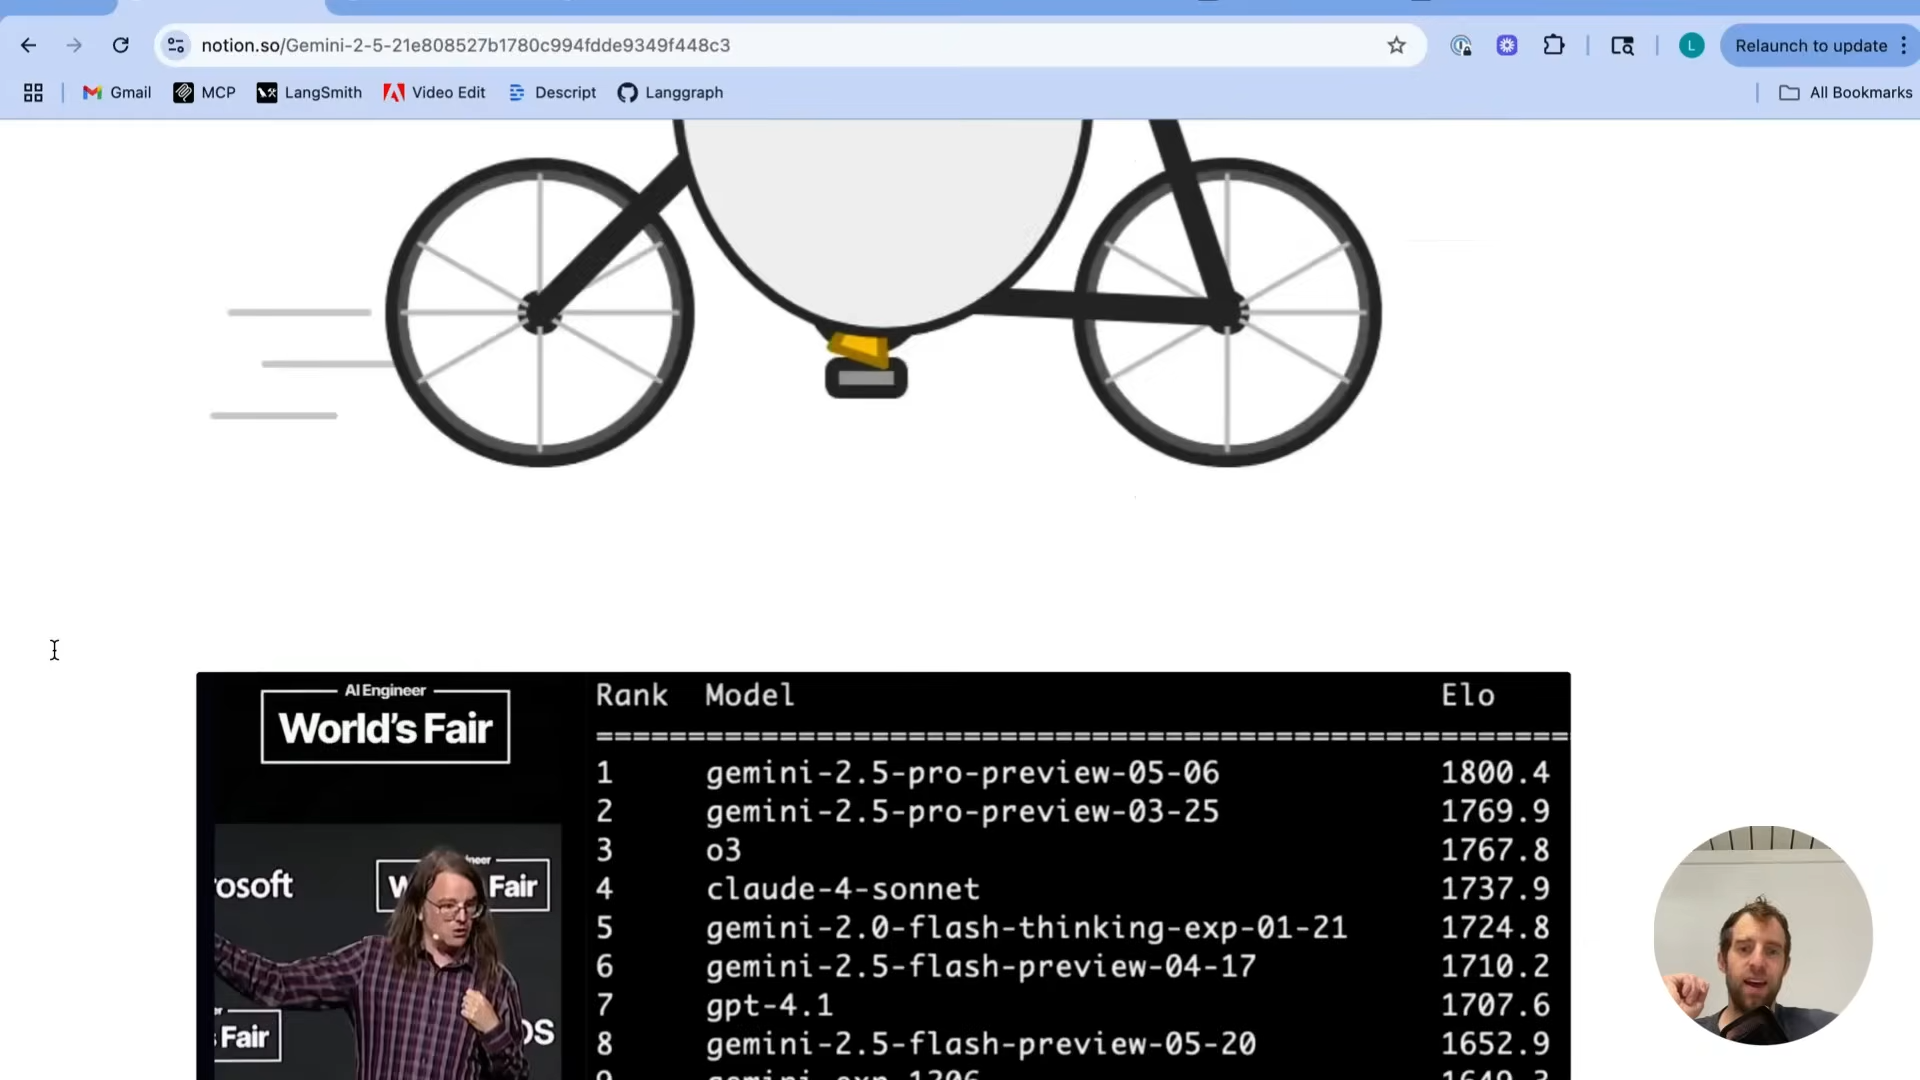 notion.so/Gemini-2-5-21e808527b1780c994fdde9349f448c3
L
Relaunch to update
Gmail
MCP
LangSmith
Video Edit
Descript
Langgraph
All Bookmarks
AI Engineer
World's Fair
Rank Model Elo
==========================================================
1 gemini-2.5-pro-preview-05-06 1800.4
2 gemini-2.5-pro-preview-03-25 1769.9
3 o3 1767.8
4 claude-4-sonnet 1737.9
5 gemini-2.0-flash-thinking-exp-01-21 1724.8
6 gemini-2.5-flash-preview-04-17 1710.2
7 gpt-4.1 1707.6
8 gemini-2.5-flash-preview-05-20 1652.9
rosoft
Fair
Fair